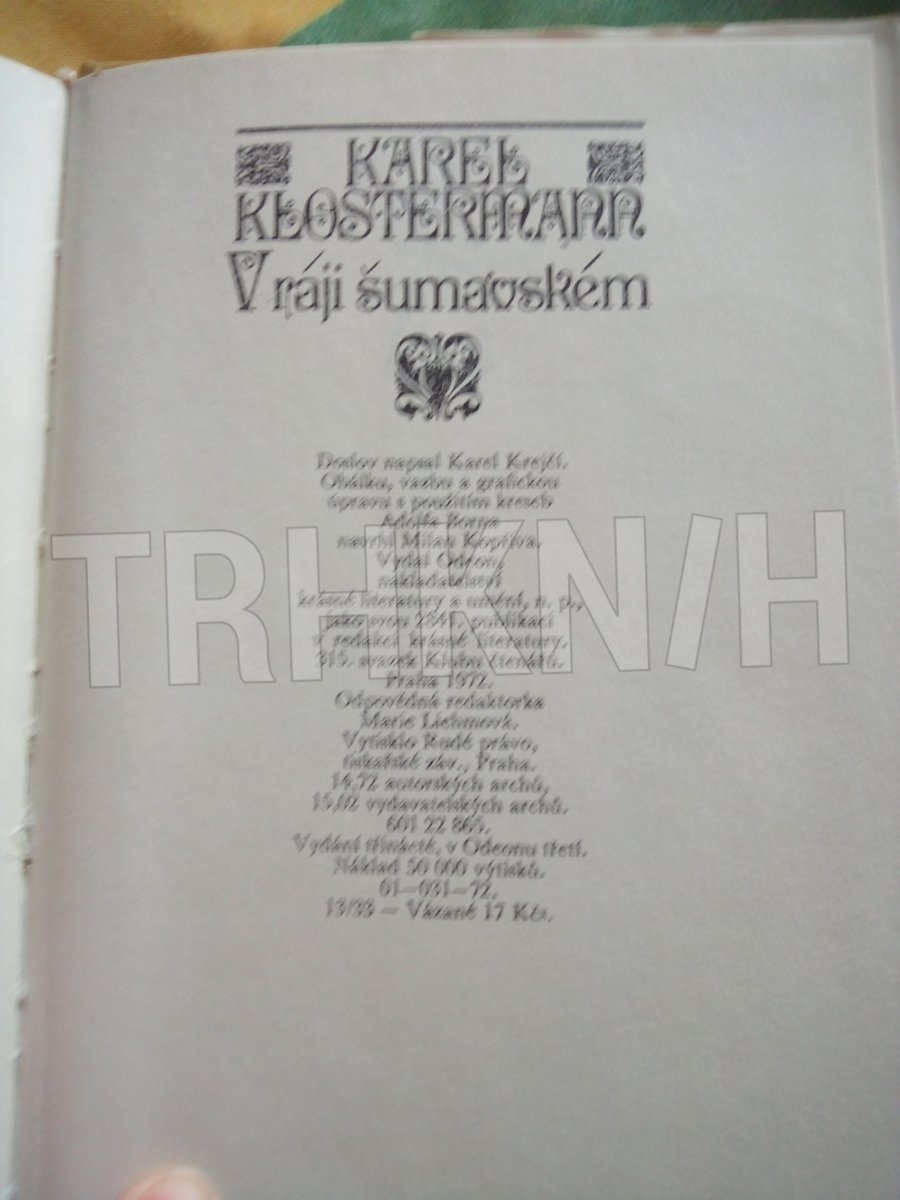 KAREL
KLOSTERMANN
V ráji šumavském
Doslov napsal Karel Krejčí.
Obálku, vazbu a grafickou
úpravu s použitím kreseb
Adolfa Borna
navrhl Milan Kopřiva.
Vydal Odeon,
nakladatelství
krásné literatury a umění, n. p.,
jako svou publikaci
v redakci krásné literatury.
315. svazek Klubu čtenářů.
Praha 1972.
Odpovědná redaktorka
Marie
Vytisklo Rudé právo,
tiskařské záv., Praha.
14,72 autorských archů,
15,02 vydavatelských archů.
601 22 865.
Vydání třinácté, v Odeonu třetí.
Náklad 50 000 výtisků.
01-031-72.
13/33 — Vázané 17 Kčs.
TRHKNIH